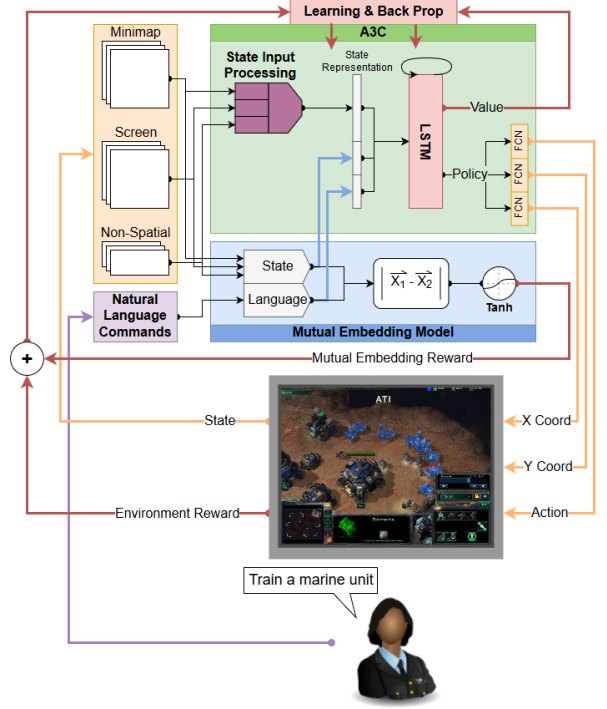 Learning & Back Prop
A3C
Minimap
State Input
Processing
State
Representation
Screen
LSTM
Value
Policy
FCN
FCN
FCN
Non-Spatial
State
Language
X₁ - X₂
Tanh
Natural
Language
Commands
Mutual Embedding Model
+
Mutual Embedding Reward
ATI
State
X Coord
Y Coord
Environment Reward
Action
Train a marine unit